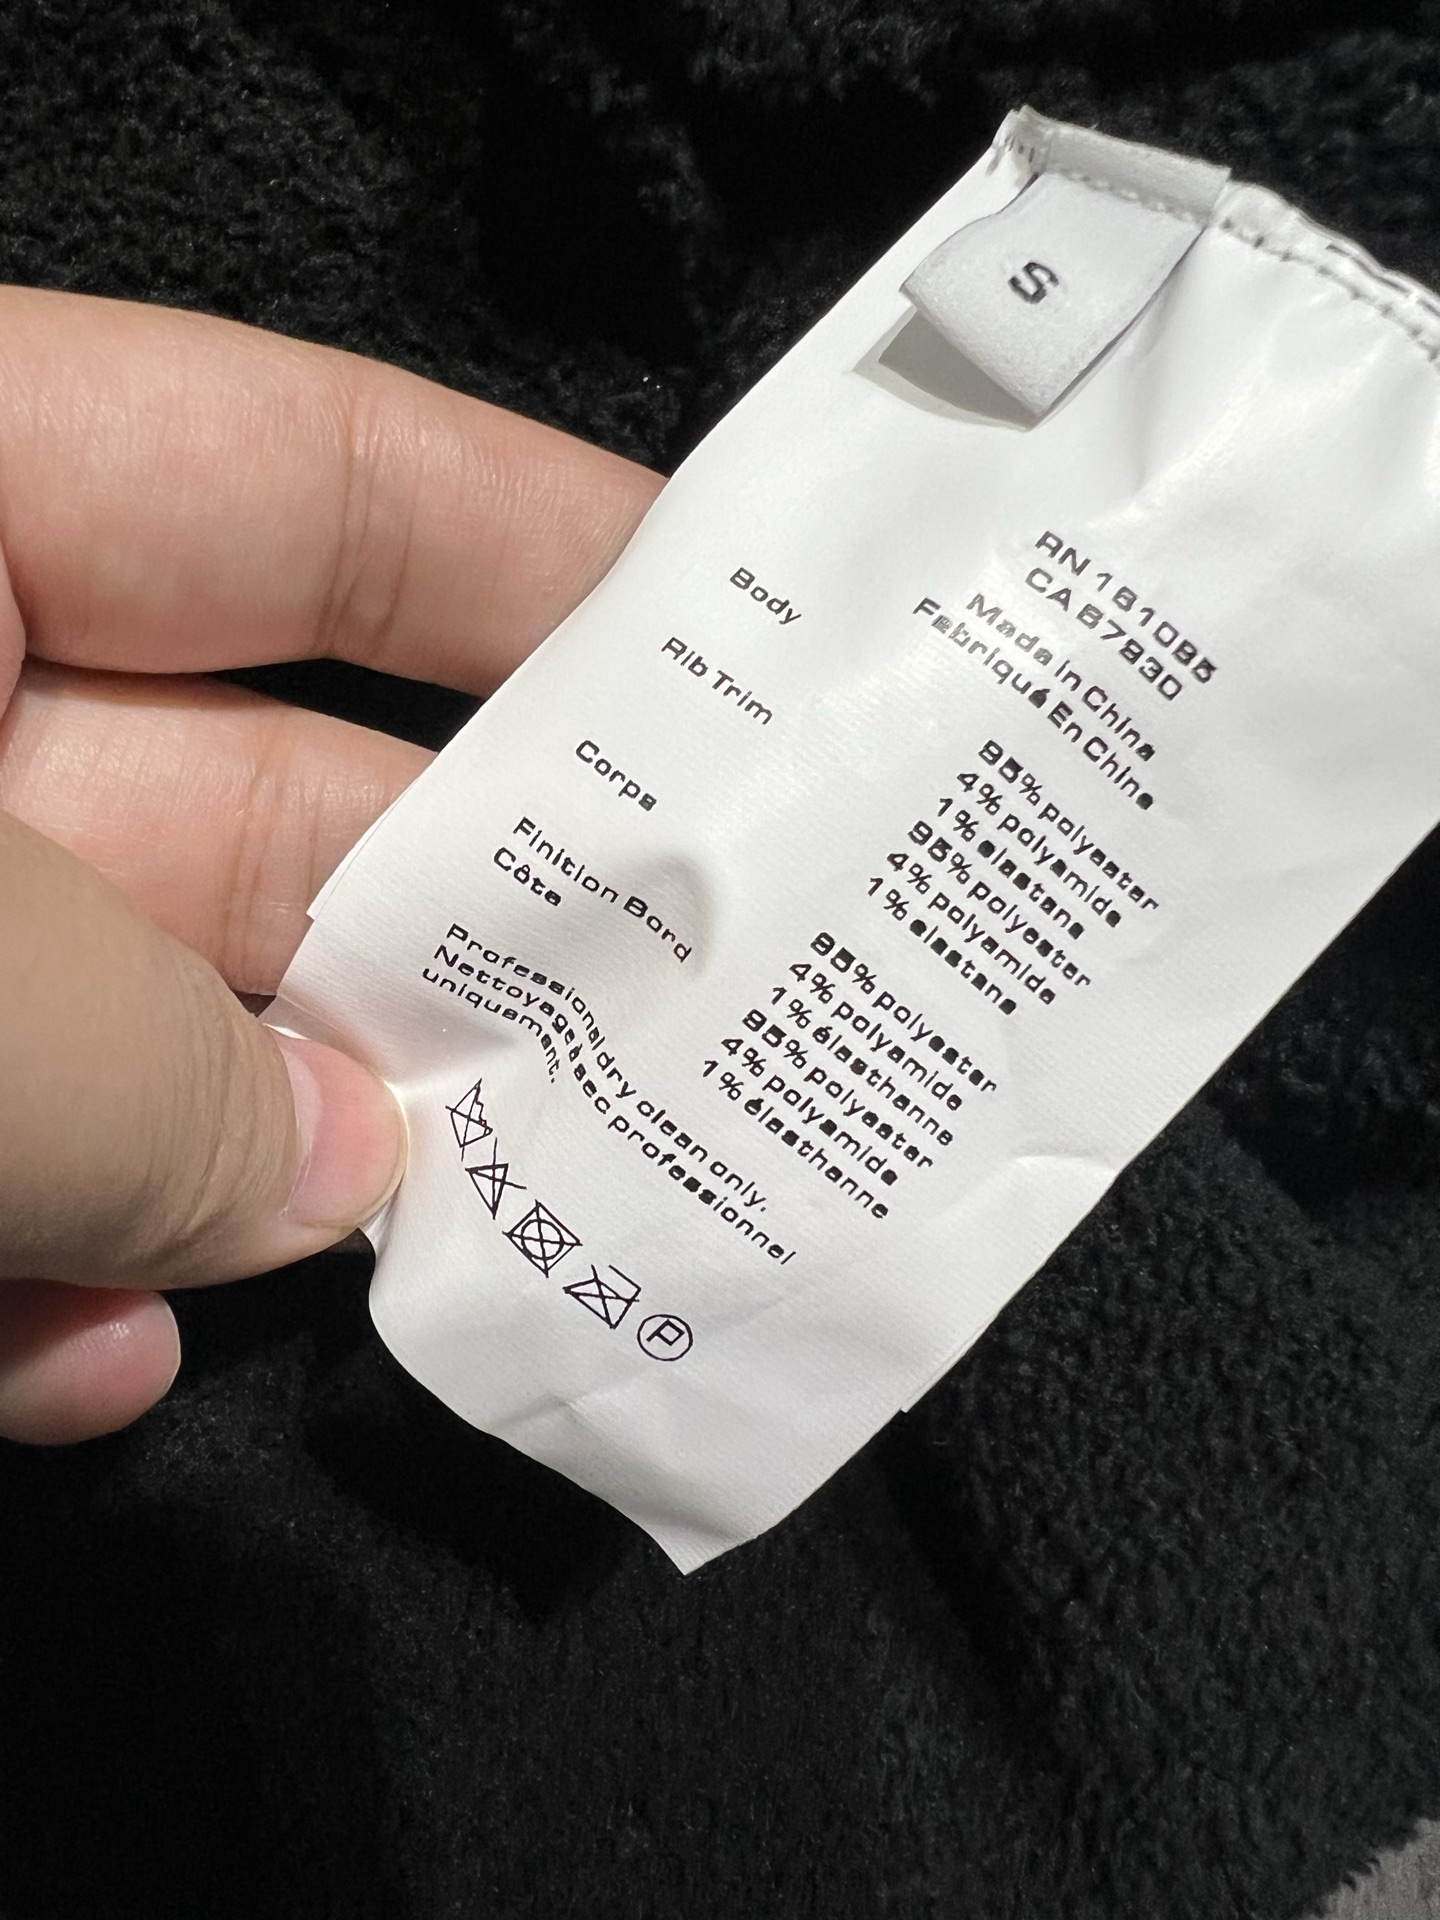 S
RN 161085
CA 67930
Made in China
Fabriqué En Chine
Body
95% polyester
4% polyamide
1% elastane
Rib Trim
95% polyester
4% polyamide
1% elastane
Corps
95% polyester
4% polyamide
1% élasthanne
Finition Bord
Côte
95% polyester
4% polyamide
1% élasthanne
Professional dry clean only.
Nettoyage à sec professionnel
uniquement.
P